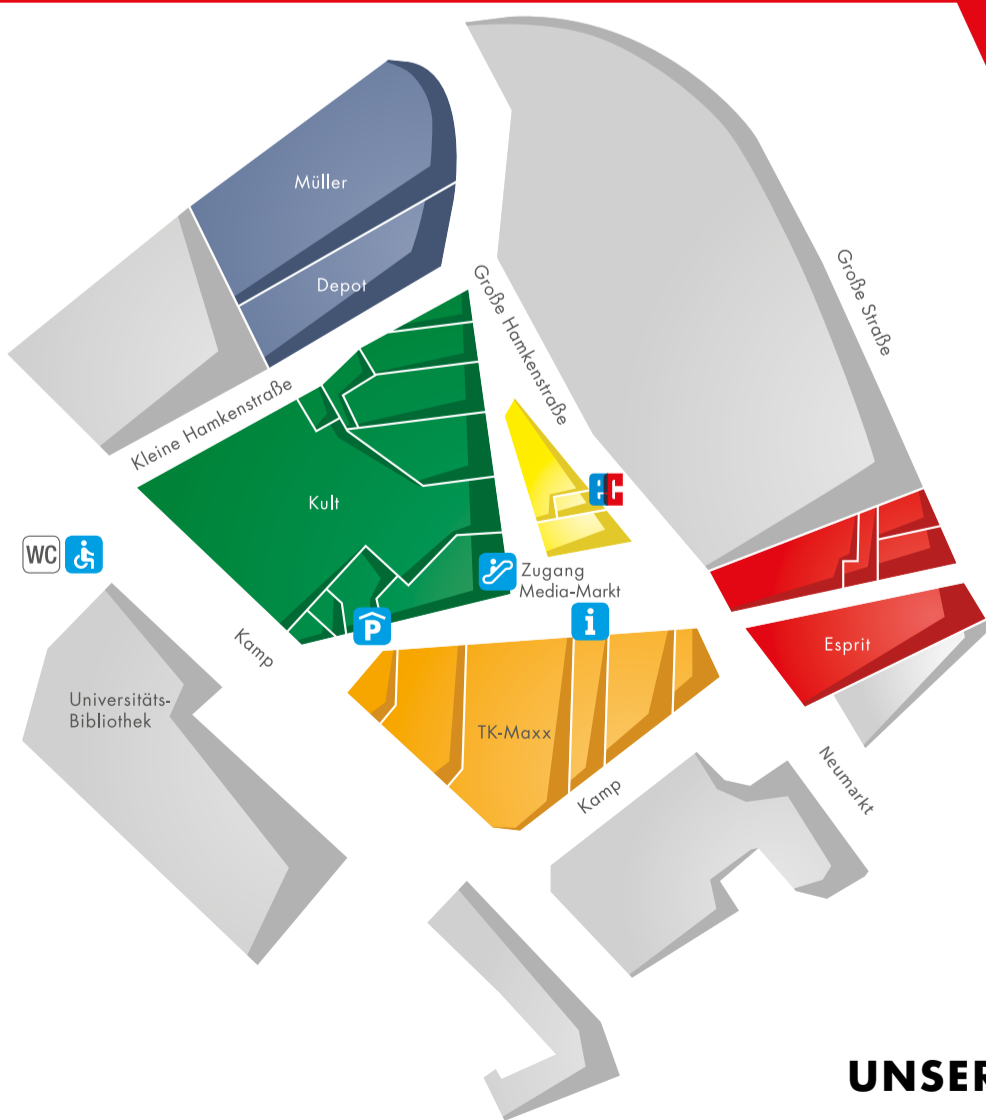 Müller
Depot
Große Hamkenstraße
Große Straße
Kleine Hamkenstraße
Kult
ec
WC
Zugang
Media-Markt
P
i
Kamp
Esprit
Universitäts-
Bibliothek
TK-Maxx
Kamp
Neumarkt
UNSER